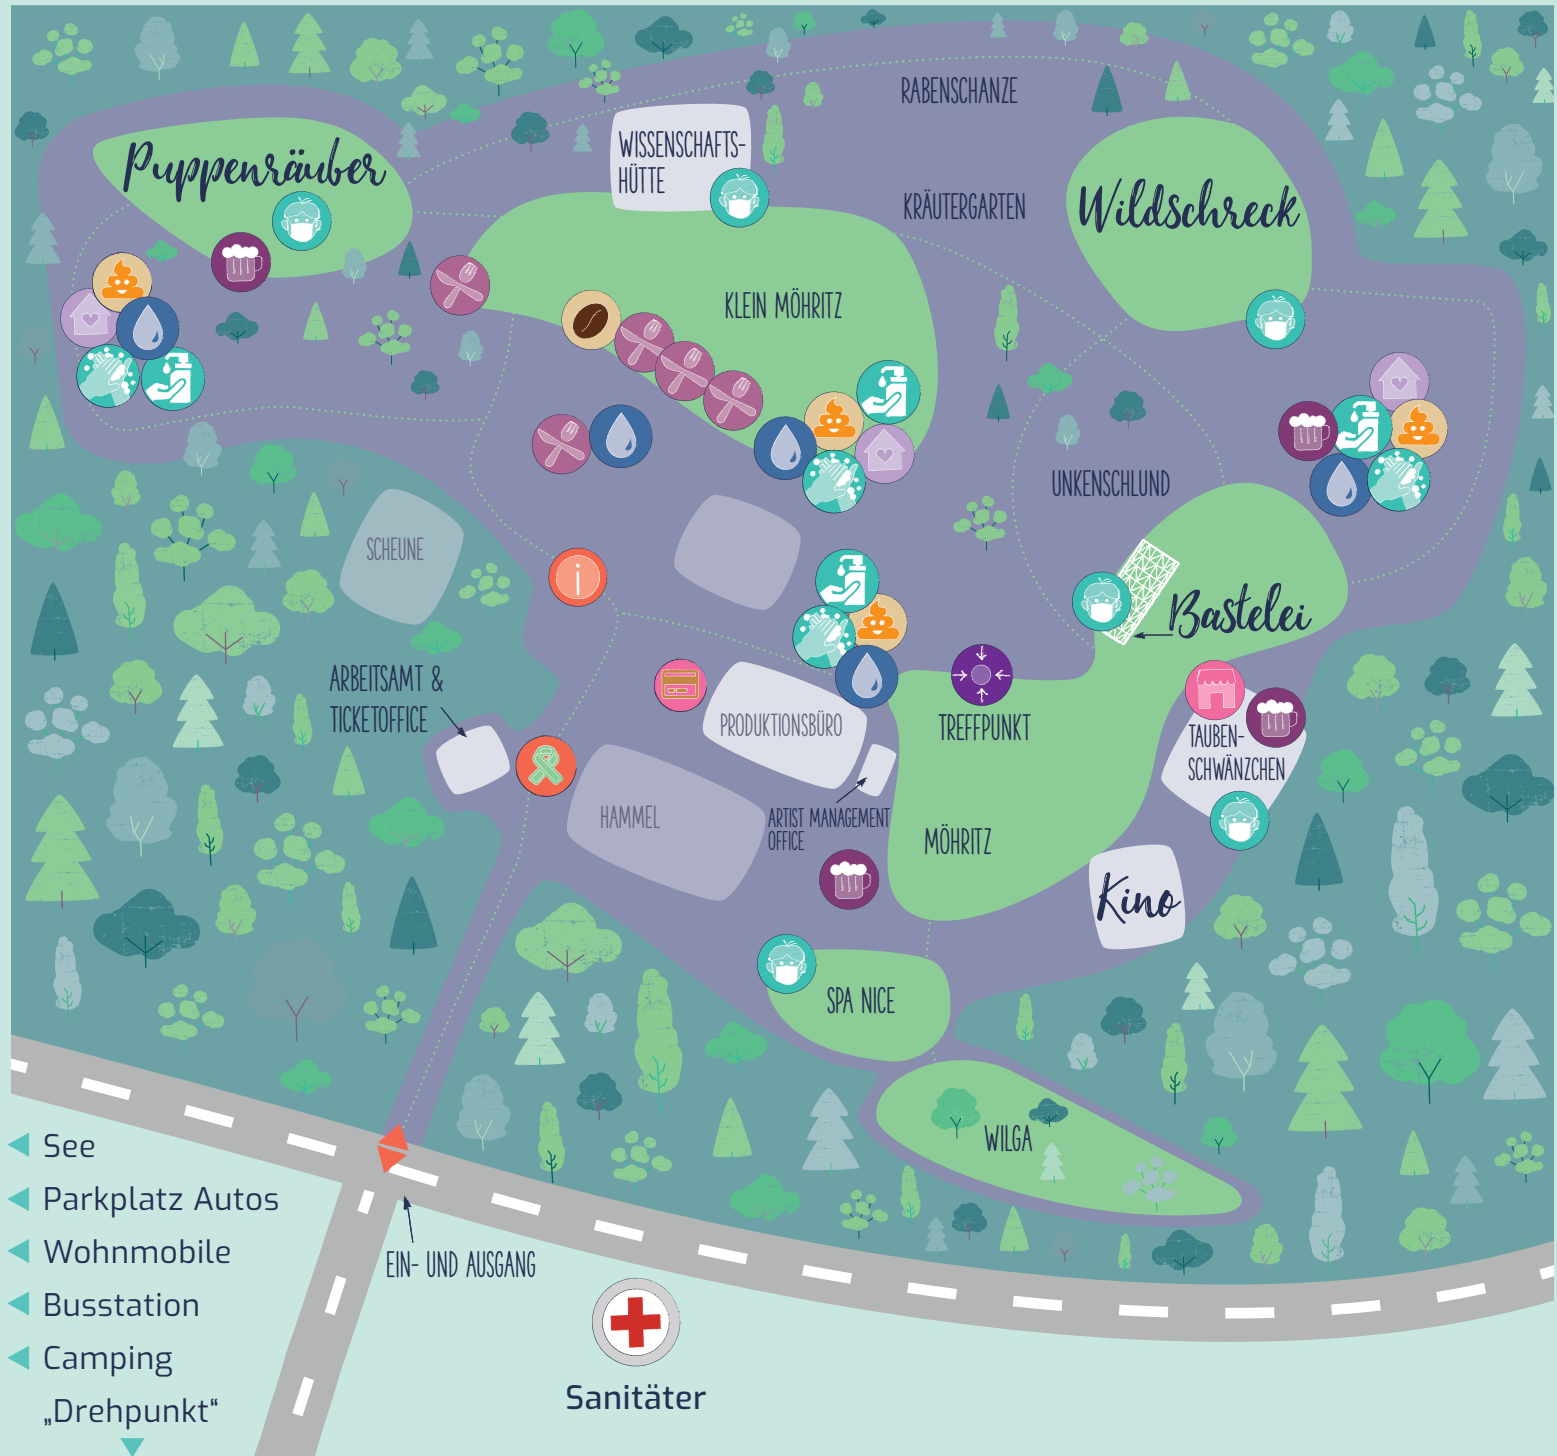 RABENSCHANZE
WISSENSCHAFTS-
HÜTTE
Puppenräuber
KRÄUTERGARTEN
Wildschreck
KLEIN MÖHRITZ
UNKENSCHLUND
SCHEUNE
i
Bastelei
ARBEITSAMT &
TICKETOFFICE
PRODUKTIONSBÜRO
TREFFPUNKT
TAUBEN-
SCHWÄNZCHEN
HAMMEL
ARTIST MANAGEMENT
OFFICE
MÖHRITZ
Kino
SPA NICE
WILGA
See
Parkplatz Autos
Wohnmobile
Busstation
Camping
„Drehpunkt“
EIN- UND AUSGANG
Sanitäter